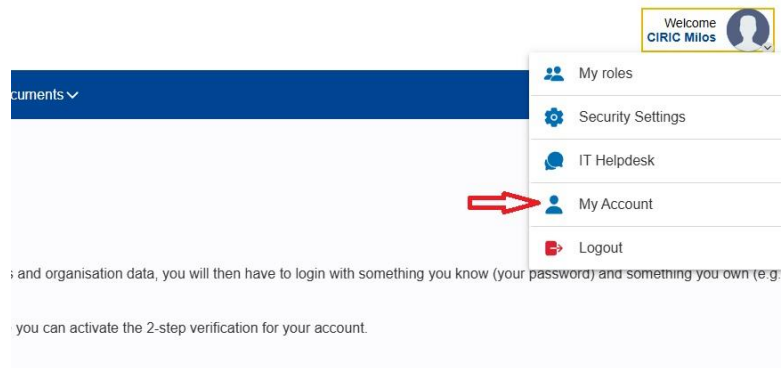 Welcome
CIRIC Milos
cuments
My roles
Security Settings
IT Helpdesk
My Account
Logout
s and organisation data, you will then have to login with something you know (your password) and something you own (e.g.
you can activate the 2-step verification for your account.